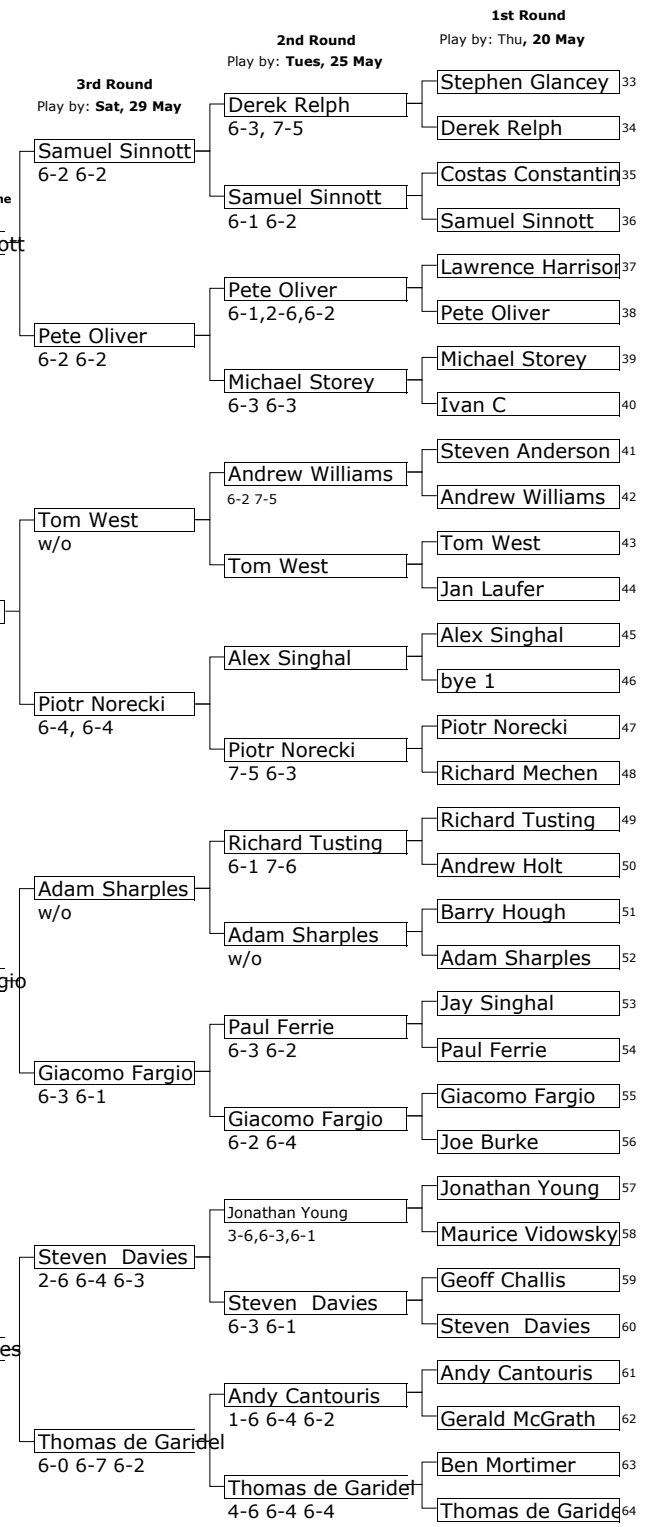 1st Round
Play by: Thu, 20 May
2nd Round
Play by: Tues, 25 May
3rd Round
Play by: Sat, 29 May
Stephen Glancey 33
Derek Relph
6-3, 7-5
Derek Relph 34
Samuel Sinnott
6-2 6-2
Costas Constantin 35
Samuel Sinnott
6-1 6-2
Samuel Sinnott 36
ne
ott
Lawrence Harrison 37
Pete Oliver
6-1,2-6,6-2
Pete Oliver 38
Pete Oliver
6-2 6-2
Michael Storey 39
Michael Storey
6-3 6-3
Ivan C 40
Steven Anderson 41
Andrew Williams
6-2 7-5
Andrew Williams 42
Tom West
w/o
Tom West 43
Tom West
Jan Laufer 44
Alex Singhal 45
Alex Singhal
bye 1 46
Piotr Norecki
6-4, 6-4
Piotr Norecki 47
Piotr Norecki
7-5 6-3
Richard Mechen 48
Richard Tusting 49
Richard Tusting
6-1 7-6
Andrew Holt 50
Adam Sharples
w/o
Barry Hough 51
Adam Sharples
w/o
Adam Sharples 52
gio
Jay Singhal 53
Paul Ferrie
6-3 6-2
Paul Ferrie 54
Giacomo Fargio
6-3 6-1
Giacomo Fargio 55
Giacomo Fargio
6-2 6-4
Joe Burke 56
Jonathan Young 57
Jonathan Young
3-6,6-3,6-1
Maurice Vidowsky 58
Steven  Davies
2-6 6-4 6-3
Geoff Challis 59
Steven  Davies
6-3 6-1
Steven  Davies 60
es
Andy Cantouris 61
Andy Cantouris
1-6 6-4 6-2
Gerald McGrath 62
Thomas de Garidel
6-0 6-7 6-2
Ben Mortimer 63
Thomas de Garidel
4-6 6-4 6-4
Thomas de Garide 64